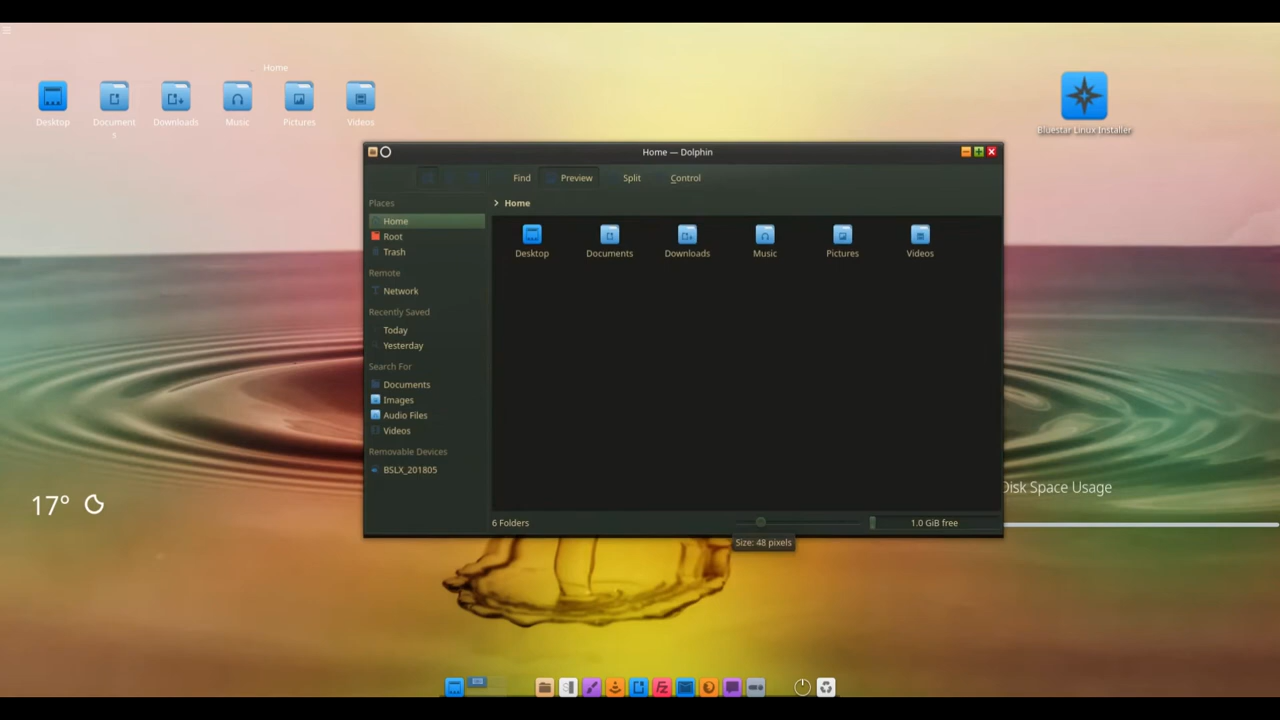 Home
Desktop
Document
s
Downloads
Music
Pictures
Videos
Bluestar Linux Installer
Home — Dolphin
Find
Preview
Split
Control
Places
Home
Root
Trash
Remote
Network
Recently Saved
Today
Yesterday
Search For
Documents
Images
Audio Files
Videos
Removable Devices
BSLX_201805
Home
Desktop
Documents
Downloads
Music
Pictures
Videos
6 Folders
1.0 GiB free
Size: 48 pixels
17°
Disk Space Usage